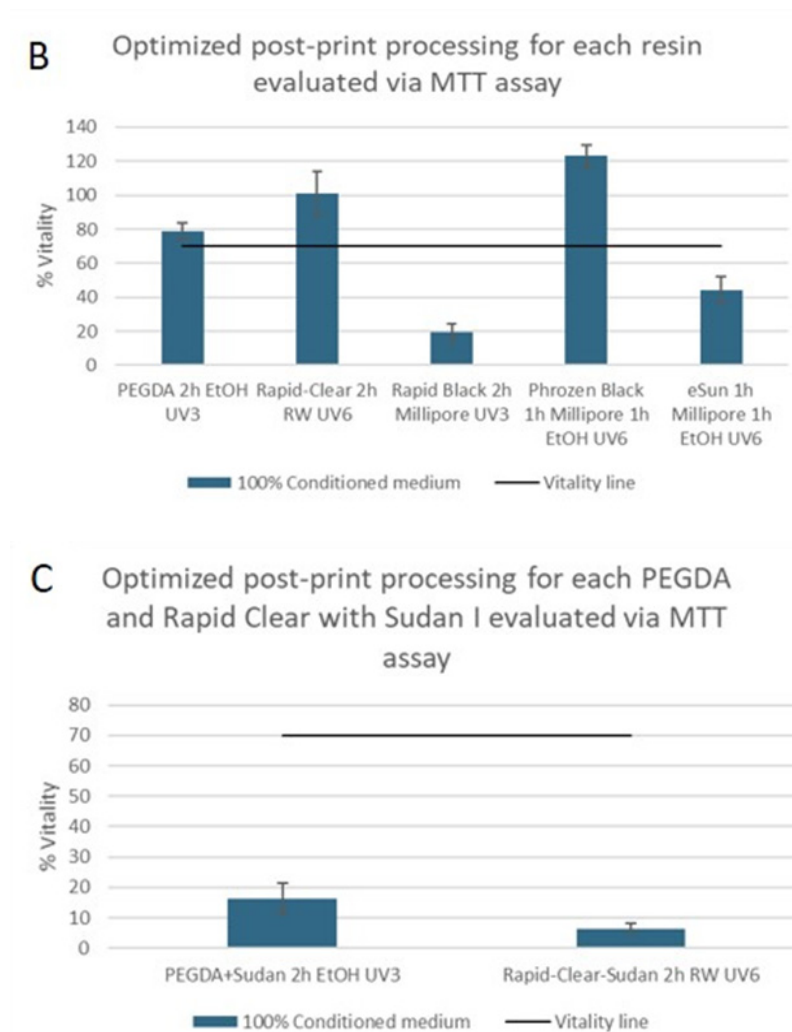 B
Optimized post-print processing for each resin
evaluated via MTT assay
140
120
100
80
60
40
20
0
% Vitality
PEGDA 2h EtOH
UV3
Rapid-Clear 2h
RW UV6
Rapid Black 2h
Millipore UV3
Phrozen Black
1h Millipore 1h
EtOH UV6
eSun 1h
Millipore 1h
EtOH UV6
100% Conditioned medium
Vitality line
C
Optimized post-print processing for each PEGDA
and Rapid Clear with Sudan I evaluated via MTT
assay
80
70
60
50
40
30
20
10
0
% Vitality
PEGDA+Sudan 2h EtOH UV3
Rapid-Clear-Sudan 2h RW UV6
100% Conditioned medium
Vitality line